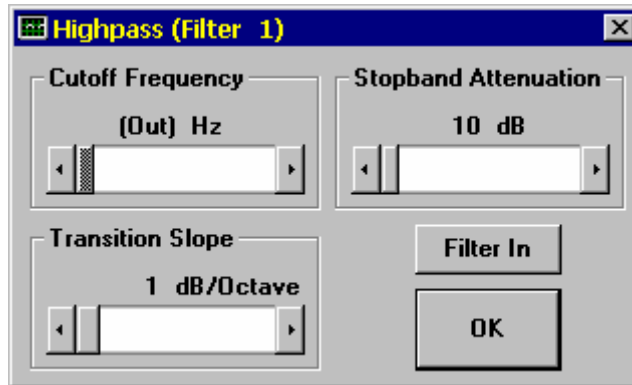 Highpass (Filter 1)
Cutoff Frequency
(Out) Hz
Stopband Attenuation
10 dB
Transition Slope
1 dB/Octave
Filter In
OK